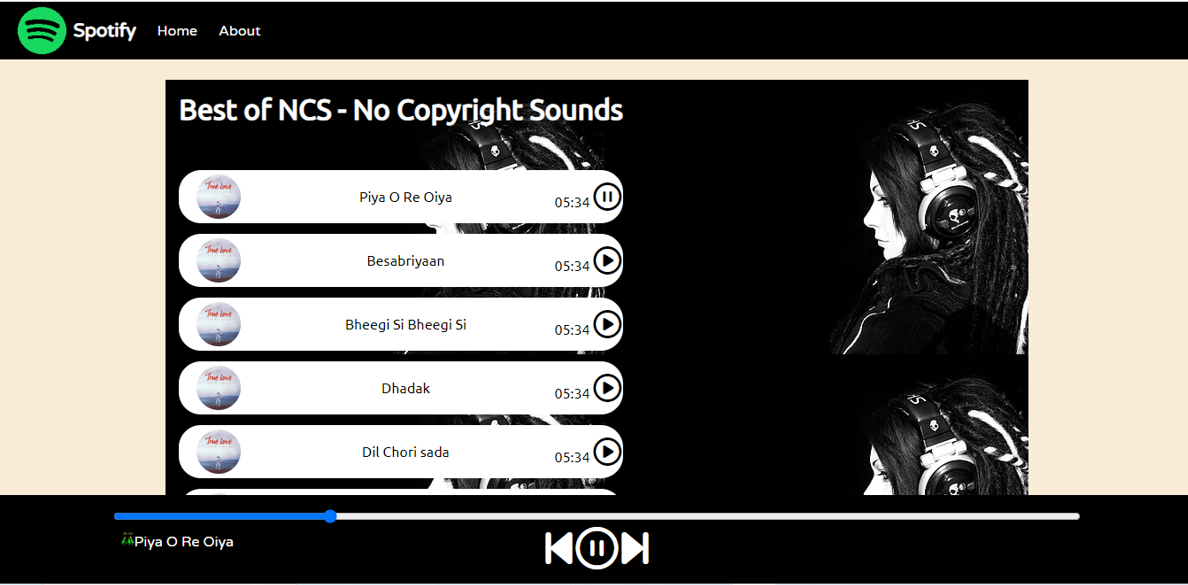 Spotify Home About
Best of NCS - No Copyright Sounds
True love
Piya O Re Oiya
05:34
True love
Besabriyaan
05:34
True love
Bheegi Si Bheegi Si
05:34
True love
Dhadak
05:34
True love
Dil Chori sada
05:34
Piya O Re Oiya